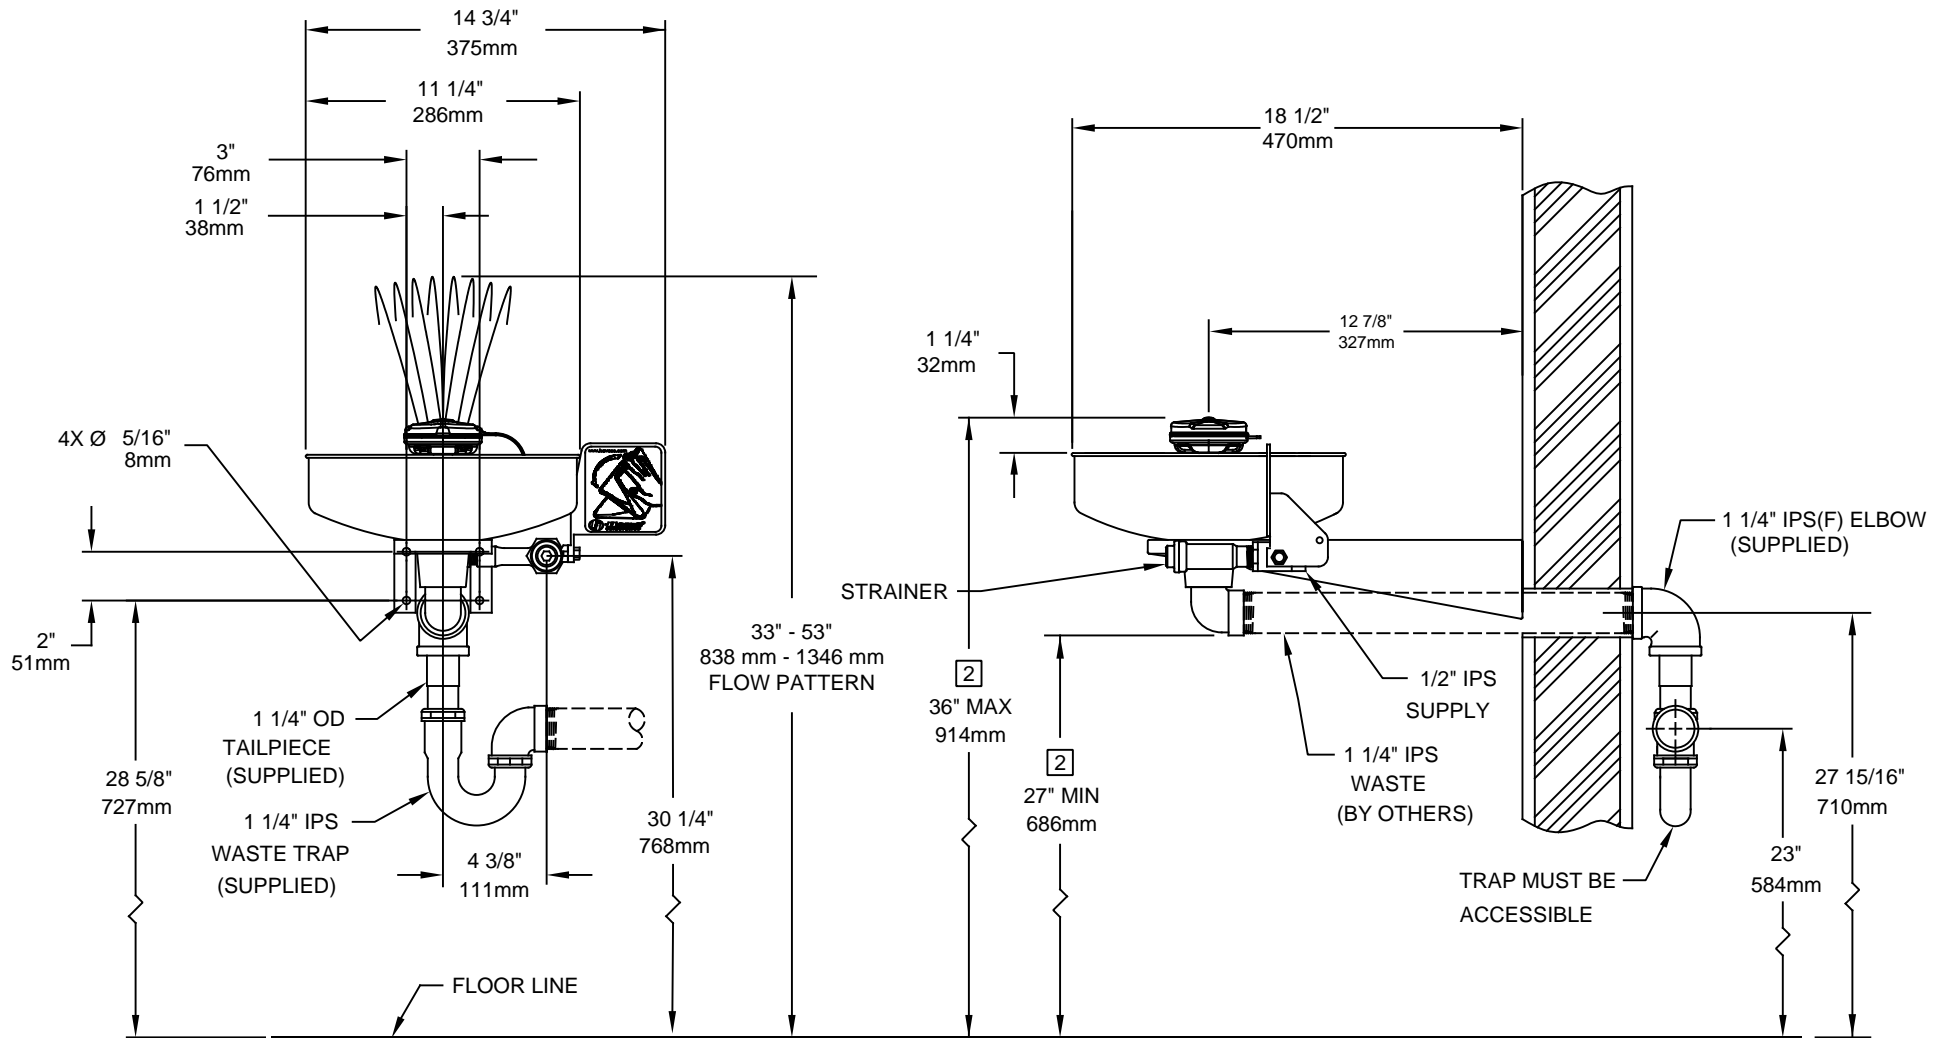 14 3/4"
375mm
11 1/4"
286mm
3"
76mm
1 1/2"
38mm
4X Ø 5/16"
8mm
2"
51mm
28 5/8"
727mm
1 1/4" OD
TAILPIECE
(SUPPLIED)
1 1/4" IPS
WASTE TRAP
(SUPPLIED)
4 3/8"
111mm
30 1/4"
768mm
33" - 53"
838 mm - 1346 mm
FLOW PATTERN
FLOOR LINE
18 1/2"
470mm
12 7/8"
327mm
1 1/4"
32mm
STRAINER
2
36" MAX
914mm
2
27" MIN
686mm
1 1/4" IPS(F) ELBOW
(SUPPLIED)
1/2" IPS
SUPPLY
1 1/4" IPS
WASTE
(BY OTHERS)
TRAP MUST BE
ACCESSIBLE
23"
584mm
27 15/16"
710mm